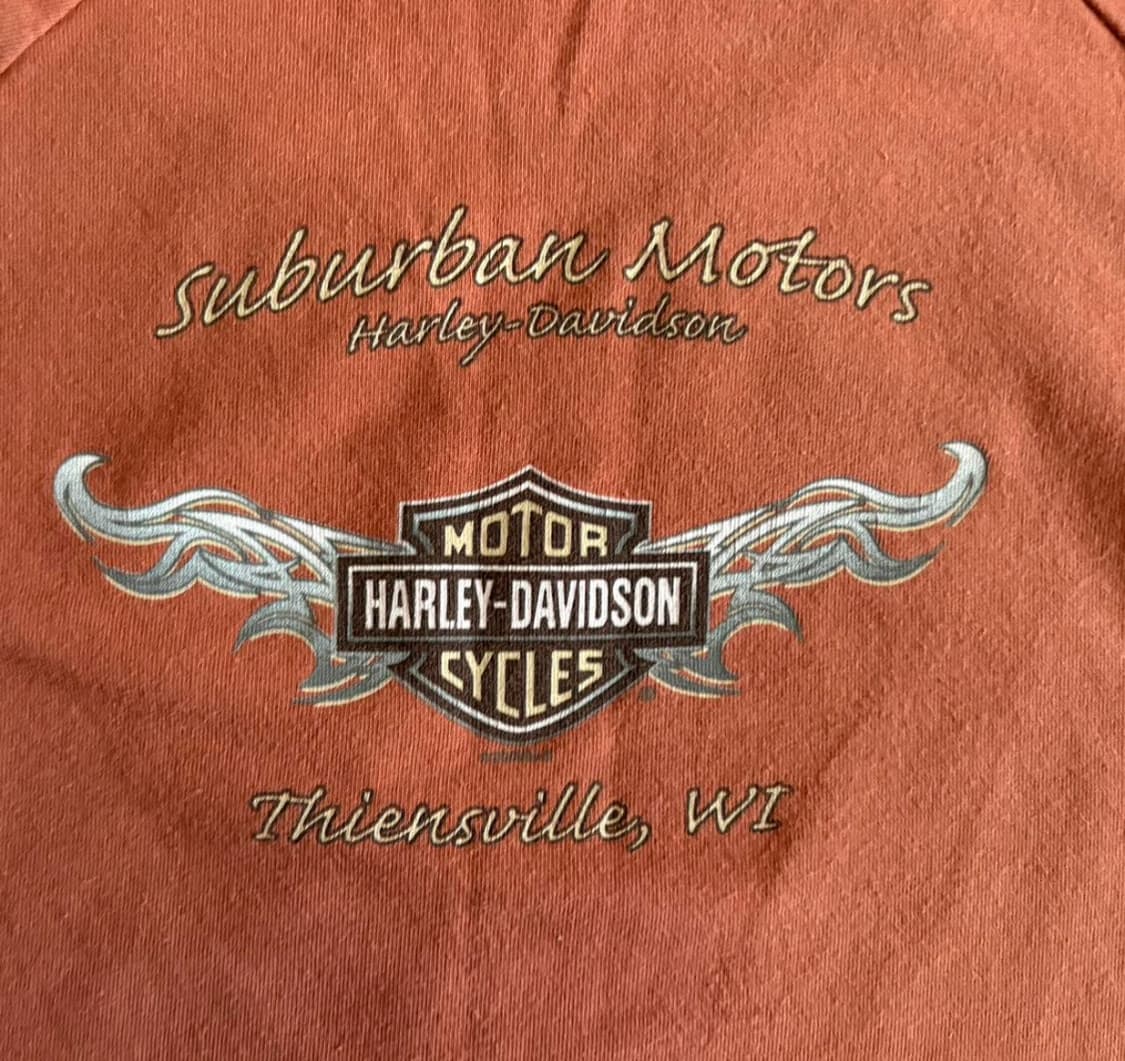 Suburban Motors
Harley-Davidson
MOTOR
HARLEY-DAVIDSON
CYCLES
Thiensville, WI